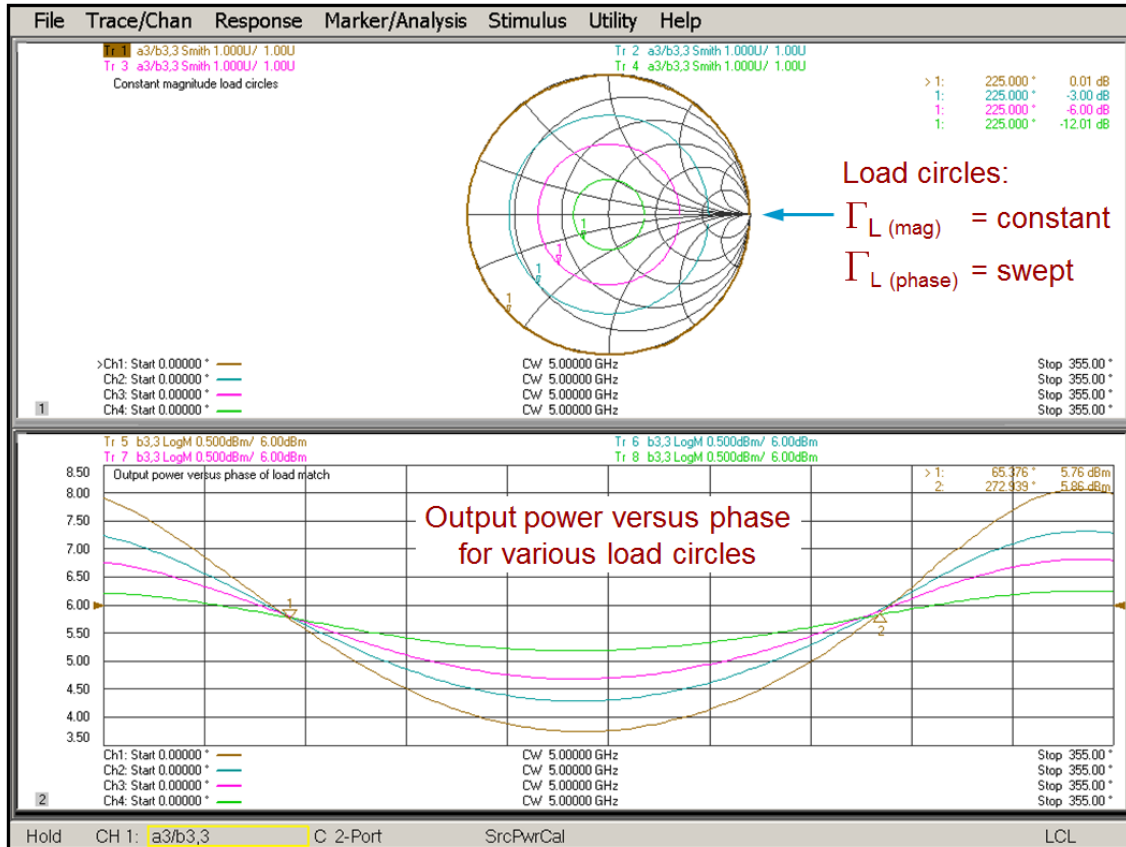 File Trace/Chan Response Marker/Analysis Stimulus Utility Help
Tr 1 a3/b3,3 Smith 1.000U/ 1.00U
Tr 2 a3/b3,3 Smith 1.000U/ 1.00U
Tr 3 a3/b3,3 Smith 1.000U/ 1.00U
Tr 4 a3/b3,3 Smith 1.000U/ 1.00U
Constant magnitude load circles
> 1: 225.000 ° 0.01 dB
1: 225.000 ° -3.00 dB
1: 225.000 ° -6.00 dB
1: 225.000 ° -12.01 dB
Load circles:
Γ L (mag) = constant
Γ L (phase) = swept
1
1
1
1
>Ch1: Start 0.00000 ° CW 5.00000 GHz Stop 355.00 °
Ch2: Start 0.00000 ° CW 5.00000 GHz Stop 355.00 °
Ch3: Start 0.00000 ° CW 5.00000 GHz Stop 355.00 °
Ch4: Start 0.00000 ° CW 5.00000 GHz Stop 355.00 °
1
Tr 5 b3,3 LogM 0.500dBm/ 6.00dBm
Tr 6 b3,3 LogM 0.500dBm/ 6.00dBm
Tr 7 b3,3 LogM 0.500dBm/ 6.00dBm
Tr 8 b3,3 LogM 0.500dBm/ 6.00dBm
Output power versus phase of load match
> 1: 65.376 ° 5.76 dBm
2: 272.939 ° 5.86 dBm
8.50
8.00
7.50
7.00
6.50
6.00
5.50
5.00
4.50
4.00
3.50
Output power versus phase
for various load circles
1
2
Ch1: Start 0.00000 ° CW 5.00000 GHz Stop 355.00 °
Ch2: Start 0.00000 ° CW 5.00000 GHz Stop 355.00 °
Ch3: Start 0.00000 ° CW 5.00000 GHz Stop 355.00 °
Ch4: Start 0.00000 ° CW 5.00000 GHz Stop 355.00 °
2
Hold CH 1: a3/b3,3 C 2-Port SrcPwrCal LCL